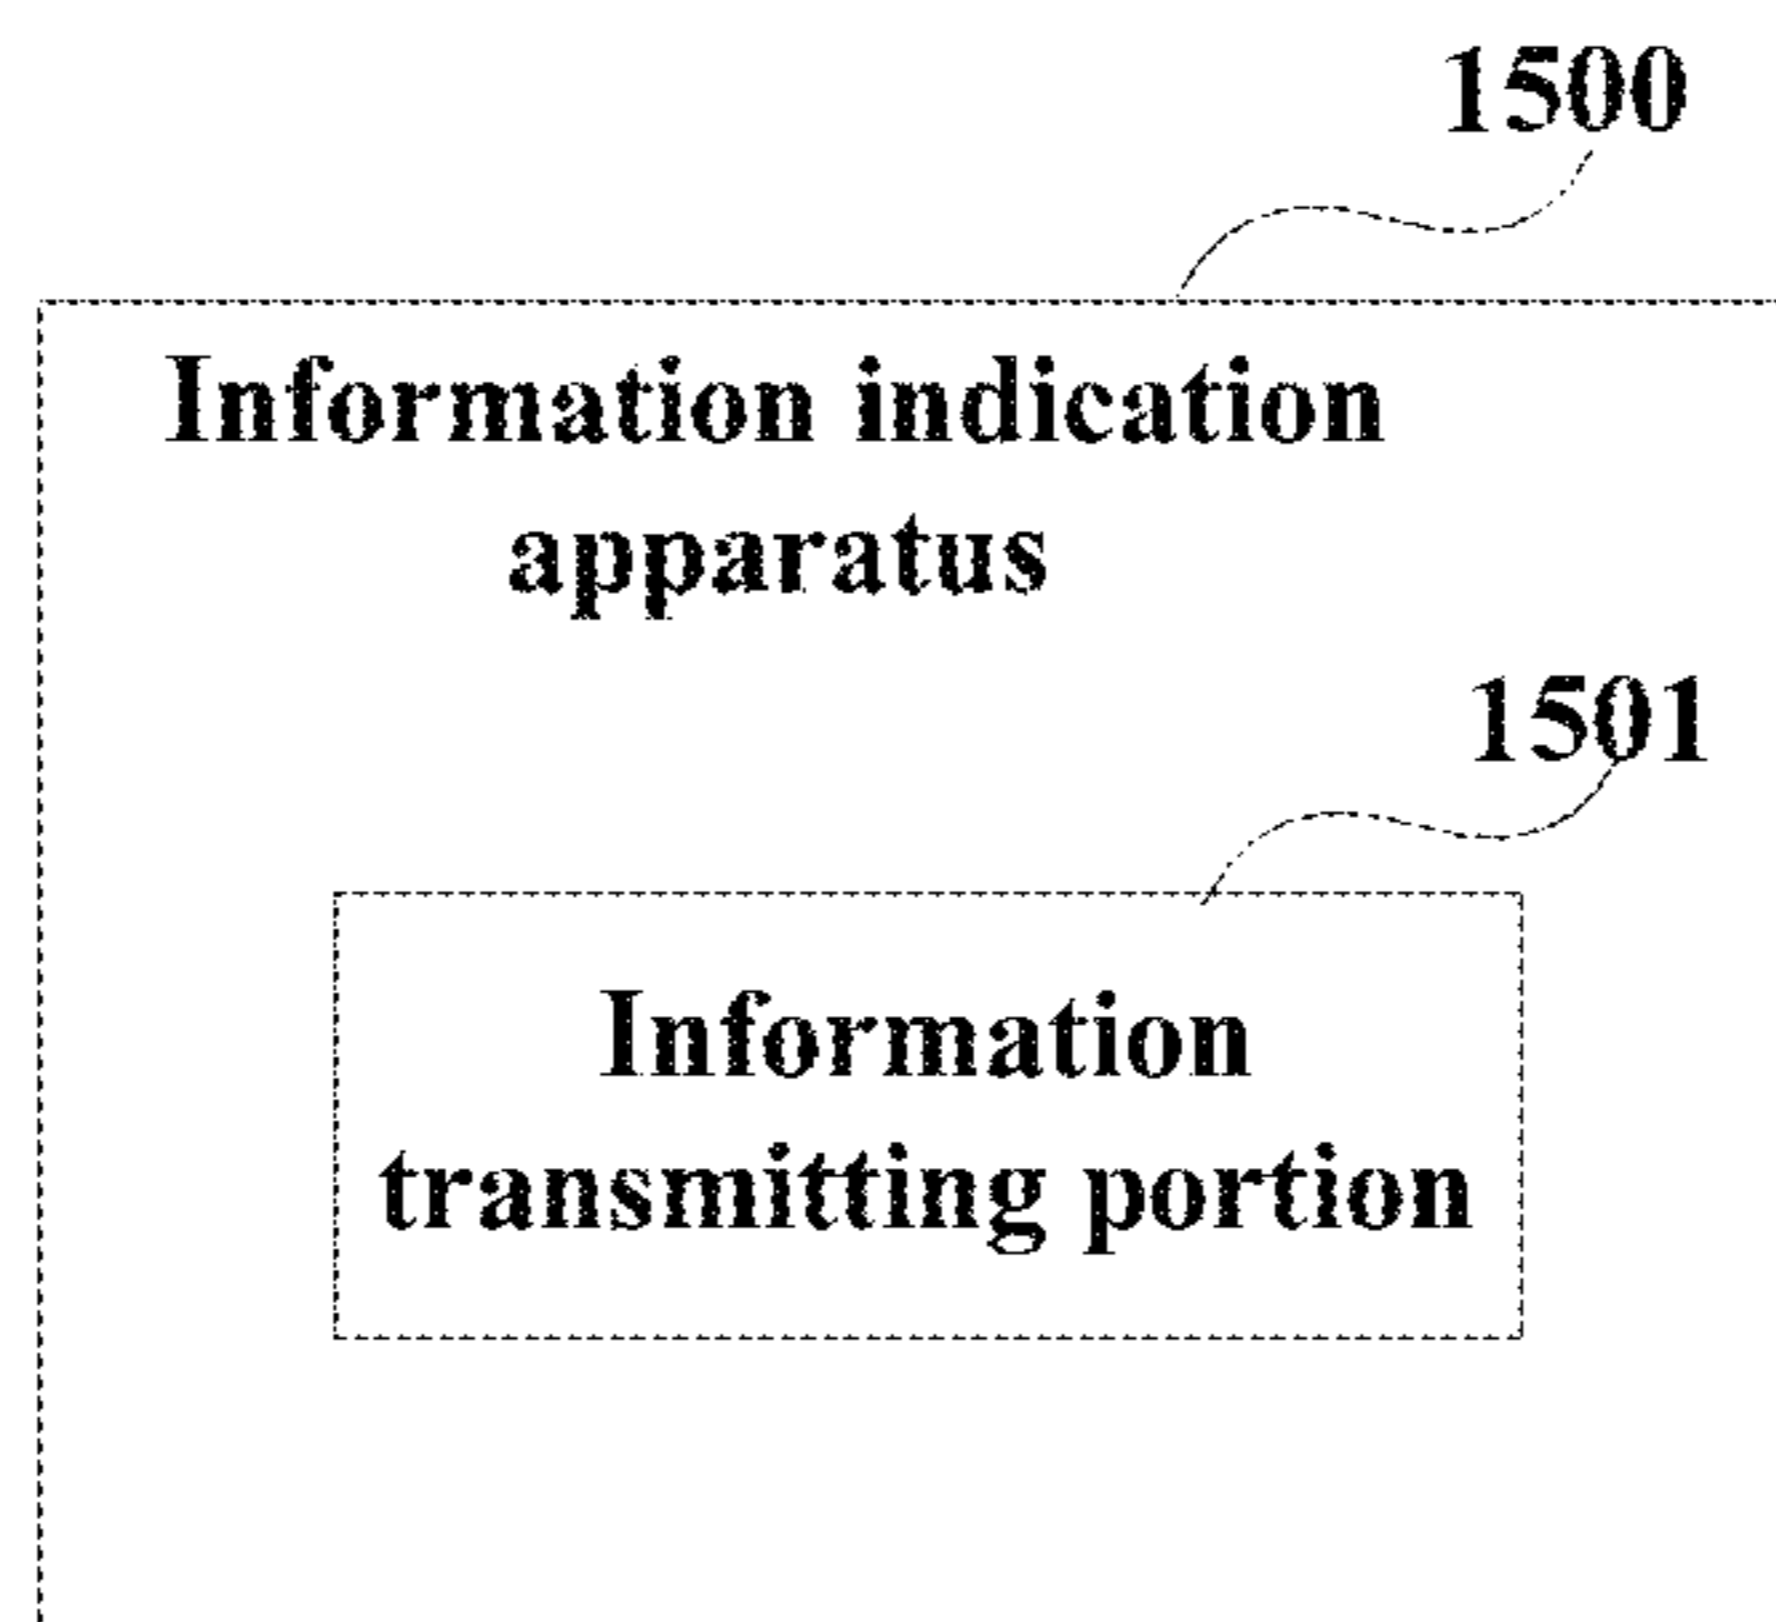 1500
Information indication
apparatus
1501
Information
transmitting portion